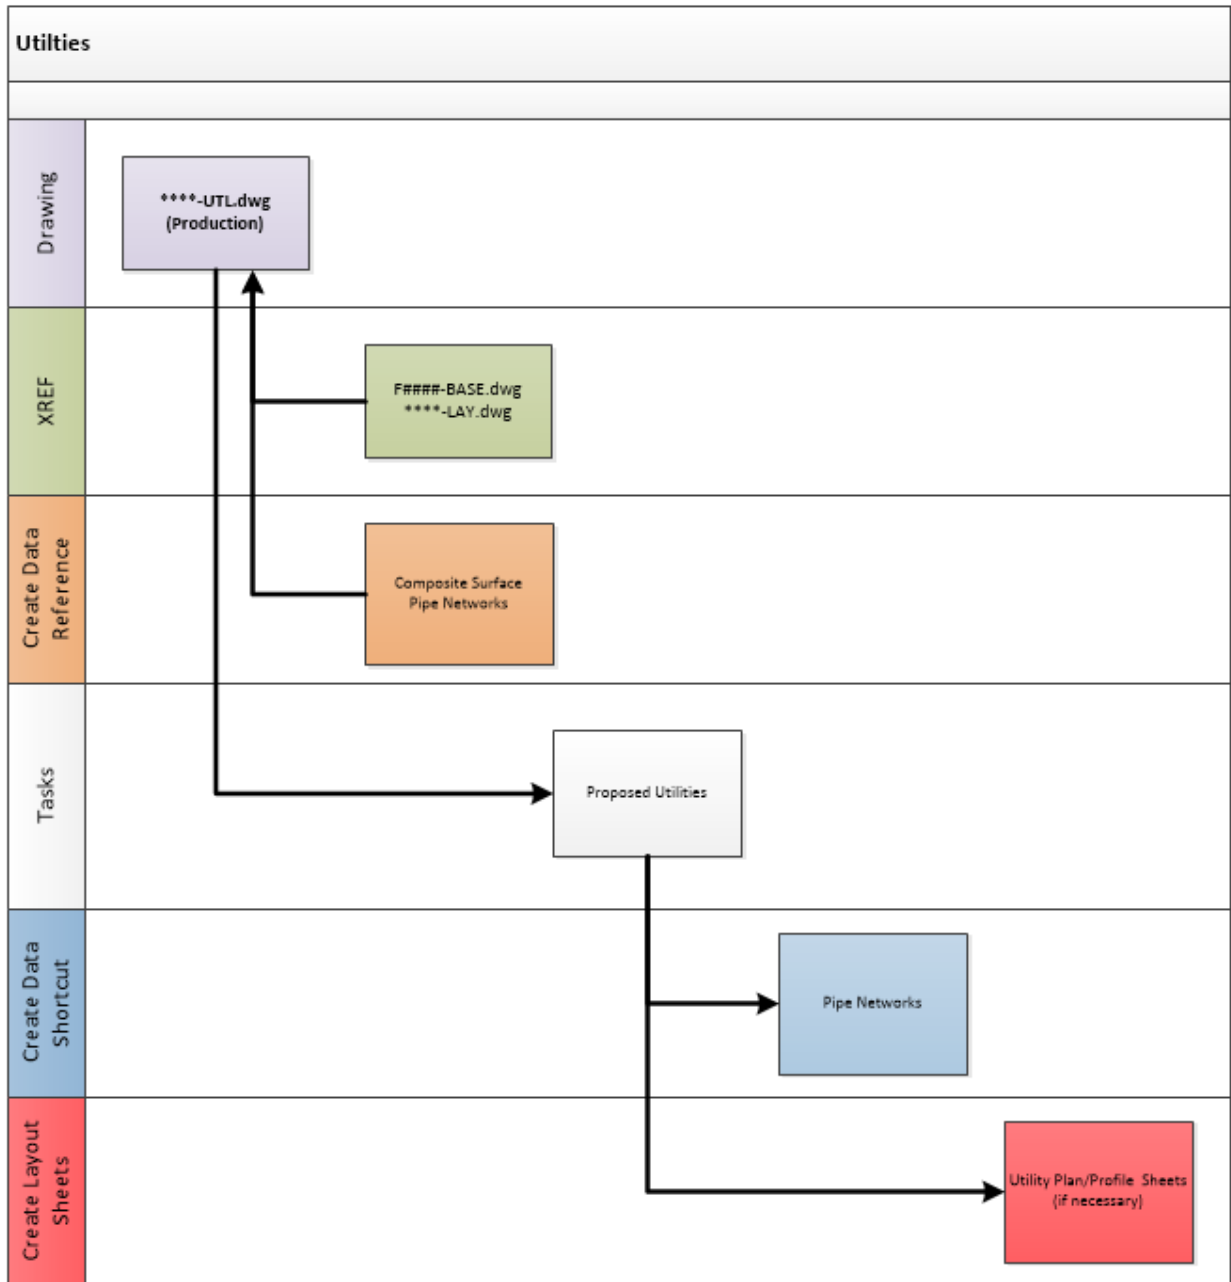 Utilties
Drawing
****-UTL.dwg
(Production)
XREF
F####-BASE.dwg
****-LAY.dwg
Create Data
Reference
Composite Surface
Pipe Networks
Tasks
Proposed Utilities
Create Data
Shortcut
Pipe Networks
Create Layout
Sheets
Utility Plan/Profile Sheets
(if necessary)